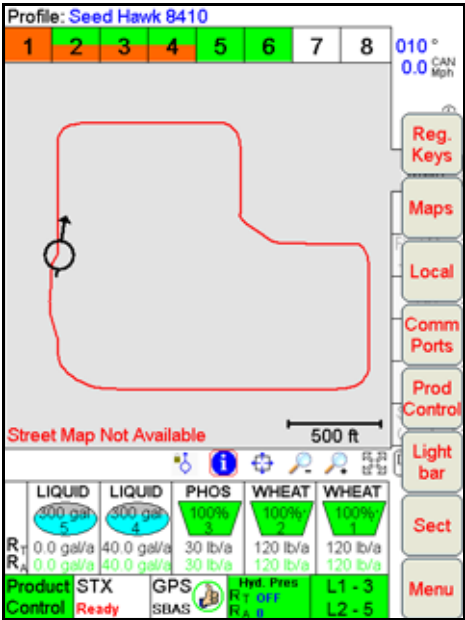 Profile: Seed Hawk 8410
1 2 3 4 5 6 7 8
010 °
0.0 CAN Mph
Reg. Keys
Maps
Local
Comm Ports
Prod Control
Light bar
Sect
Menu
Street Map Not Available
500 ft
LIQUID LIQUID PHOS WHEAT WHEAT
300 gal 300 gal 100% 100% 100%
5 4 3 2 1
RT 0.0 gal/a 40.0 gal/a 30 lb/a 120 lb/a 120 lb/a
RA 0.0 gal/a 40.0 gal/a 30 lb/a 120 lb/a 120 lb/a
Product Control
STX
Ready
GPS
SBAS
Hyd. Pres
RT OFF
RA 0
L1 - 3
L2 - 5